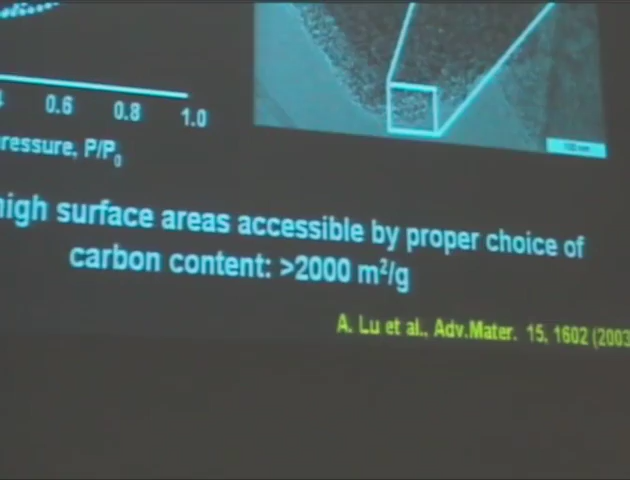 0.6 0.8 1.0
ressure, P/P0
high surface areas accessible by proper choice of
carbon content: >2000 m²/g
A. Lu et al., Adv.Mater. 15, 1602 (2003